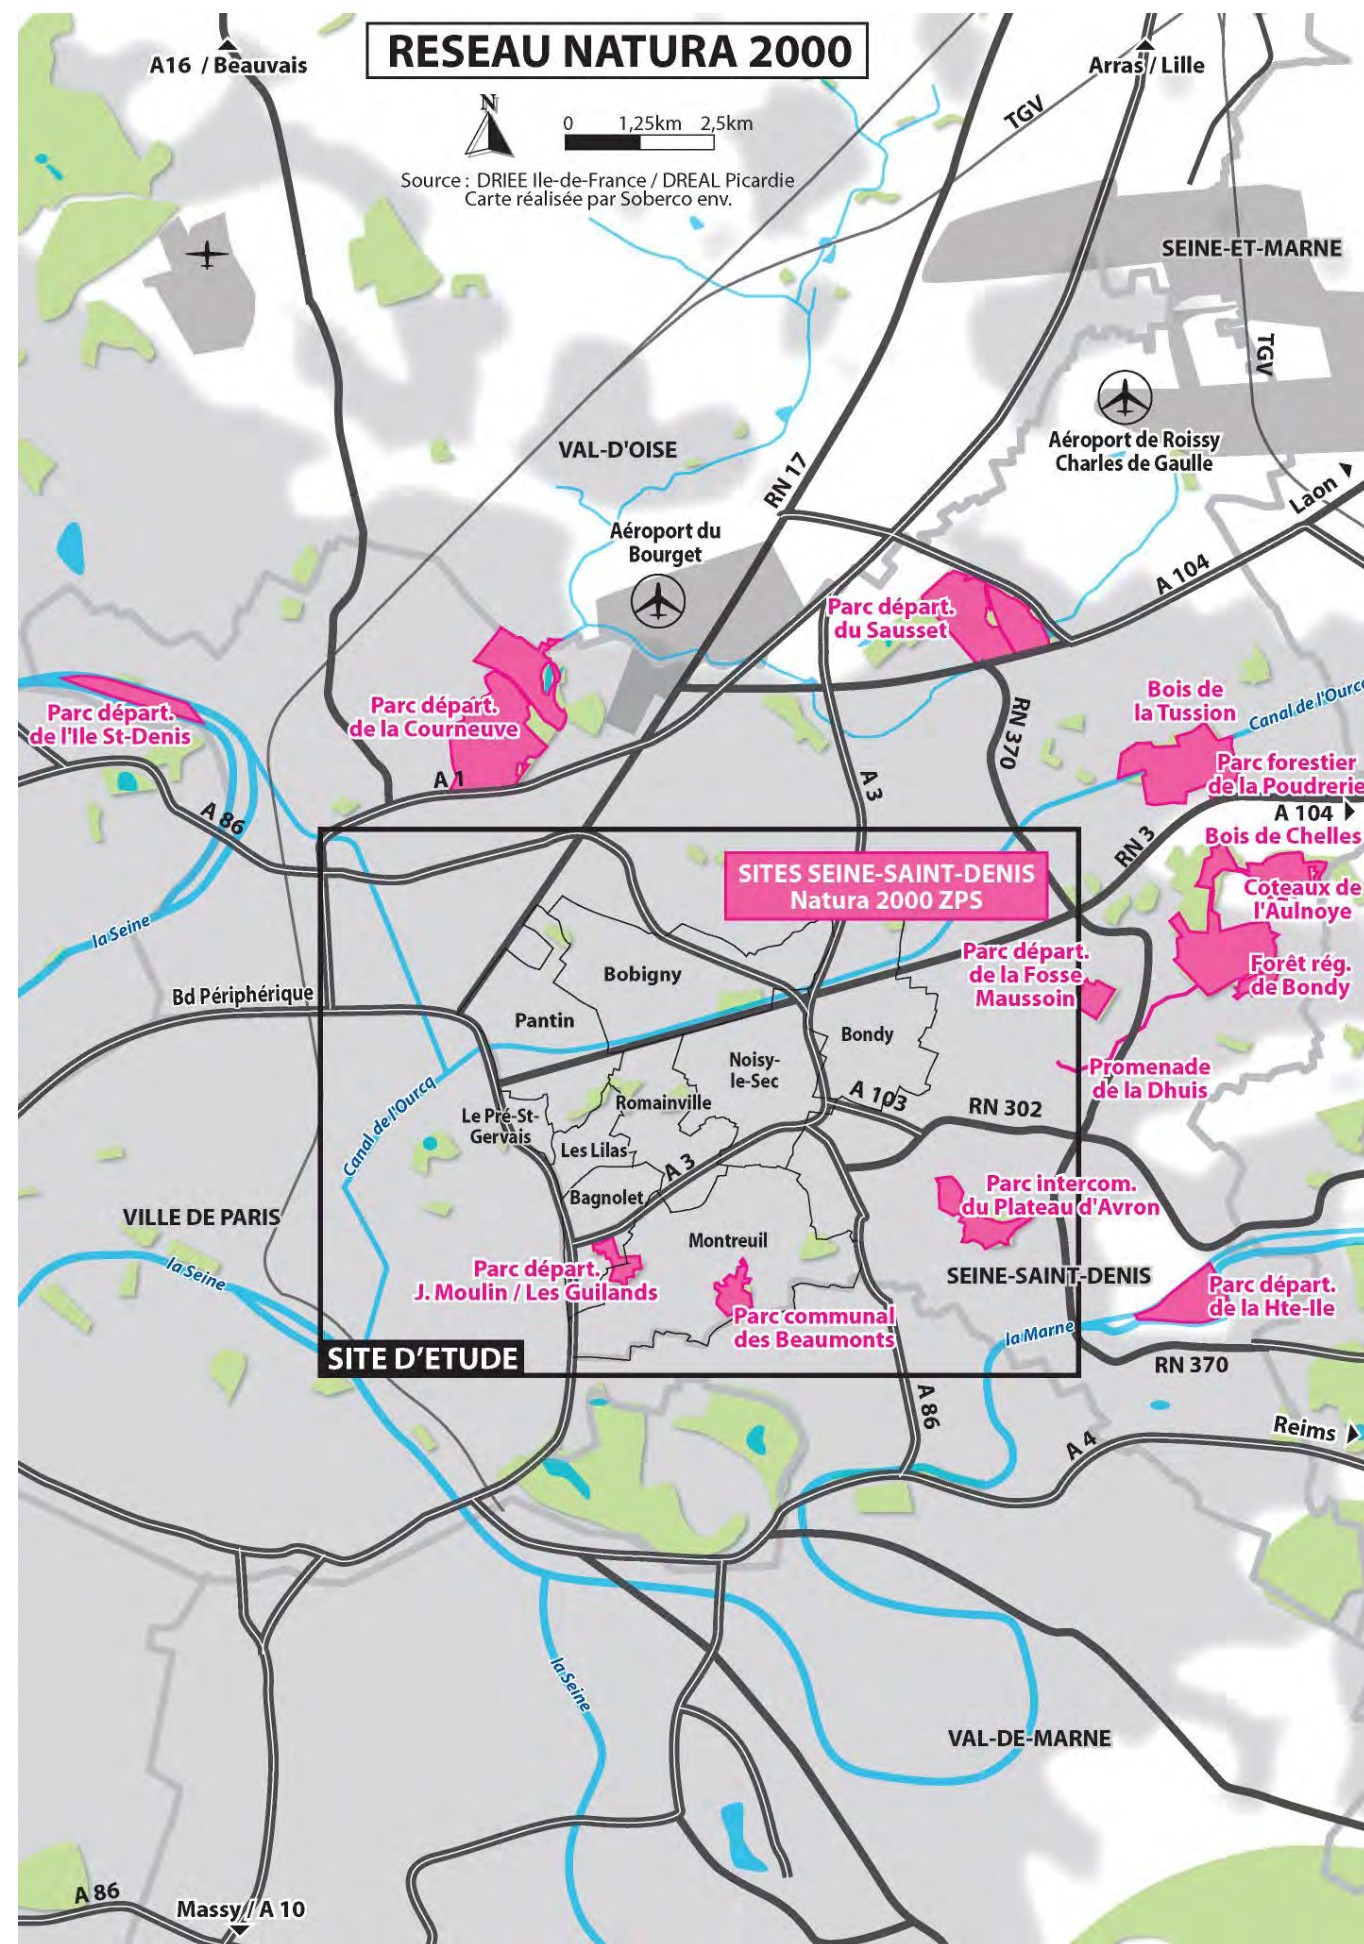 RESEAU NATURA 2000
A16 / Beauvais
Arras / Lille
N
0 1,25km 2,5km
TGV
Source : DRIEE Ile-de-France / DREAL Picardie
Carte réalisée par Soberco env.
SEINE-ET-MARNE
TGV
Aéroport de Roissy
Charles de Gaulle
VAL-D'OISE
RN 17
Laon
Aéroport du
Bourget
A 104
Parc départ.
du Sausset
Parc départ.
de l'Ile St-Denis
Parc départ.
de la Courneuve
RN 370
Bois de
la Tussion
Canal de l'Ourcq
Parc forestier
de la Poudrerie
A 1
A 3
A 86
A 104
RN 3
Bois de Chelles
SITES SEINE-SAINT-DENIS
Natura 2000 ZPS
Coteaux de
l'Aulnoye
la Seine
Parc départ.
de la Fosse
Maussoin
Forêt rég.
de Bondy
Bobigny
Bd Périphérique
Pantin
Bondy
Noisy-
le-Sec
Promenade
de la Dhuis
Canal de l'Ourcq
Le Pré-St-
Gervais
Romainville
A 103
RN 302
Les Lilas
A 3
Bagnolet
Parc intercom.
du Plateau d'Avron
VILLE DE PARIS
Montreuil
la Seine
Parc départ.
J. Moulin / Les Guilands
SEINE-SAINT-DENIS
Parc départ.
de la Hte-Ile
Parc communal
des Beaumonts
la Marne
SITE D'ETUDE
RN 370
A 86
Reims
A 4
la Seine
VAL-DE-MARNE
A 86
Massy / A 10